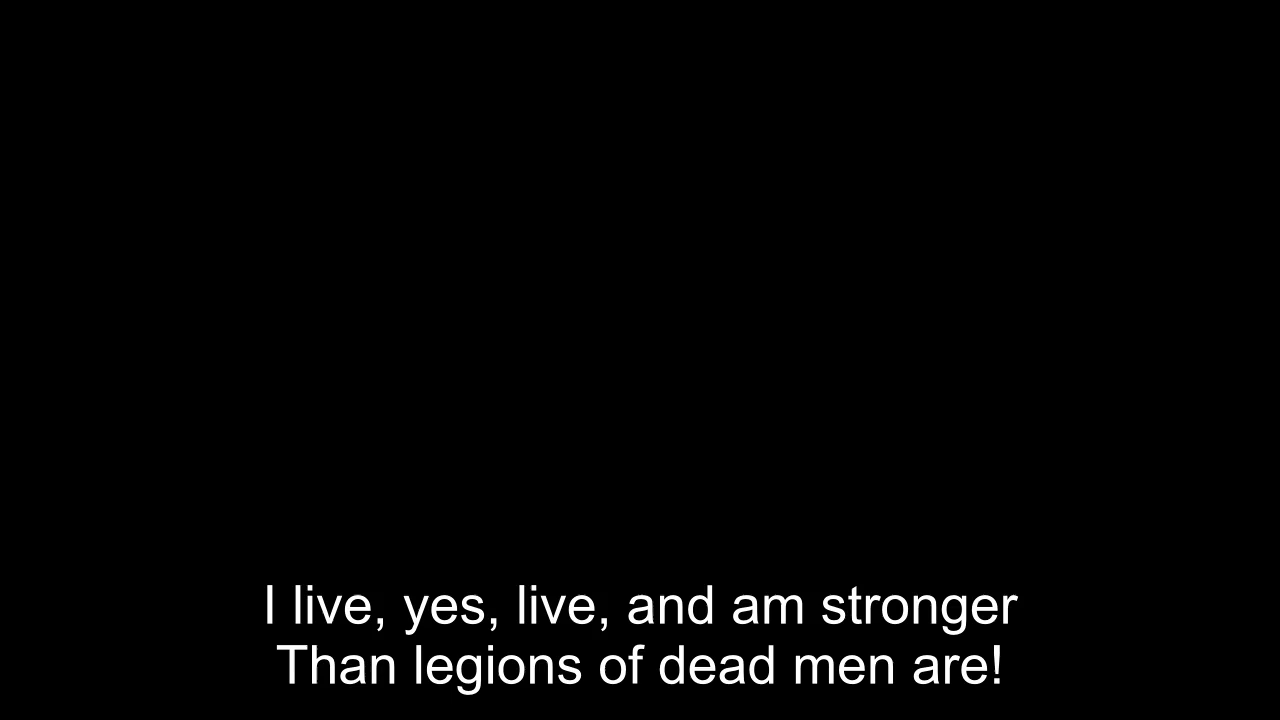 I live, yes, live, and am stronger
Than legions of dead men are!